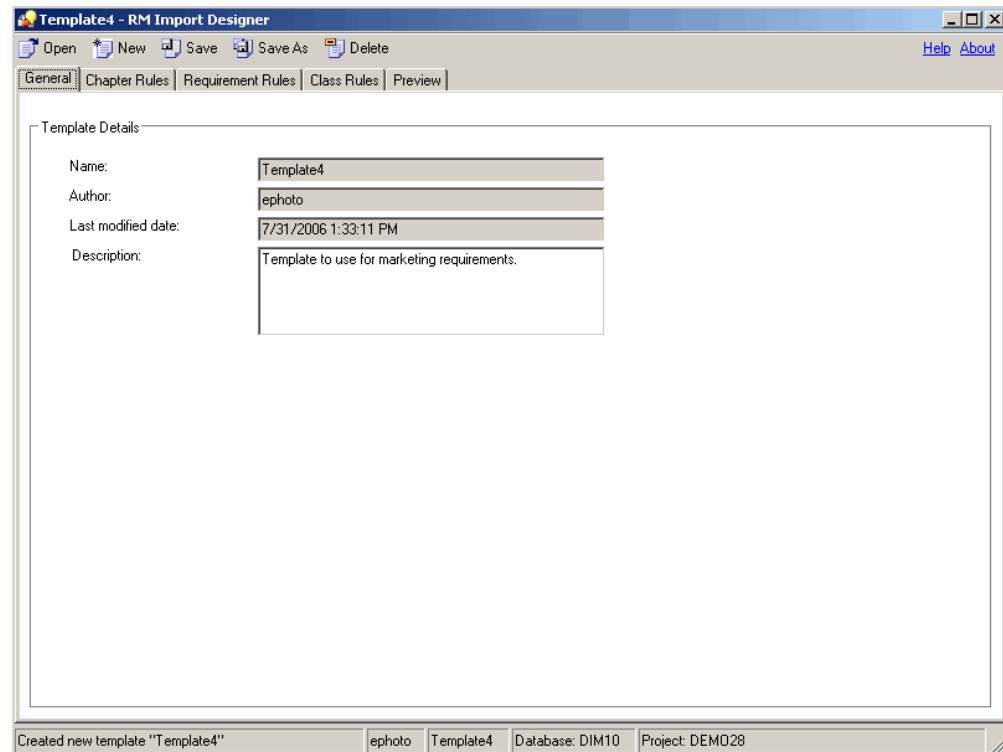 Template4 - RM Import Designer
Open New Save Save As Delete Help About
General Chapter Rules Requirement Rules Class Rules Preview
Template Details
Name: Template4
Author: ephoto
Last modified date: 7/31/2006 1:33:11 PM
Description: Template to use for marketing requirements.
Created new template "Template4" ephoto Template4 Database: DIM10 Project: DEMO28